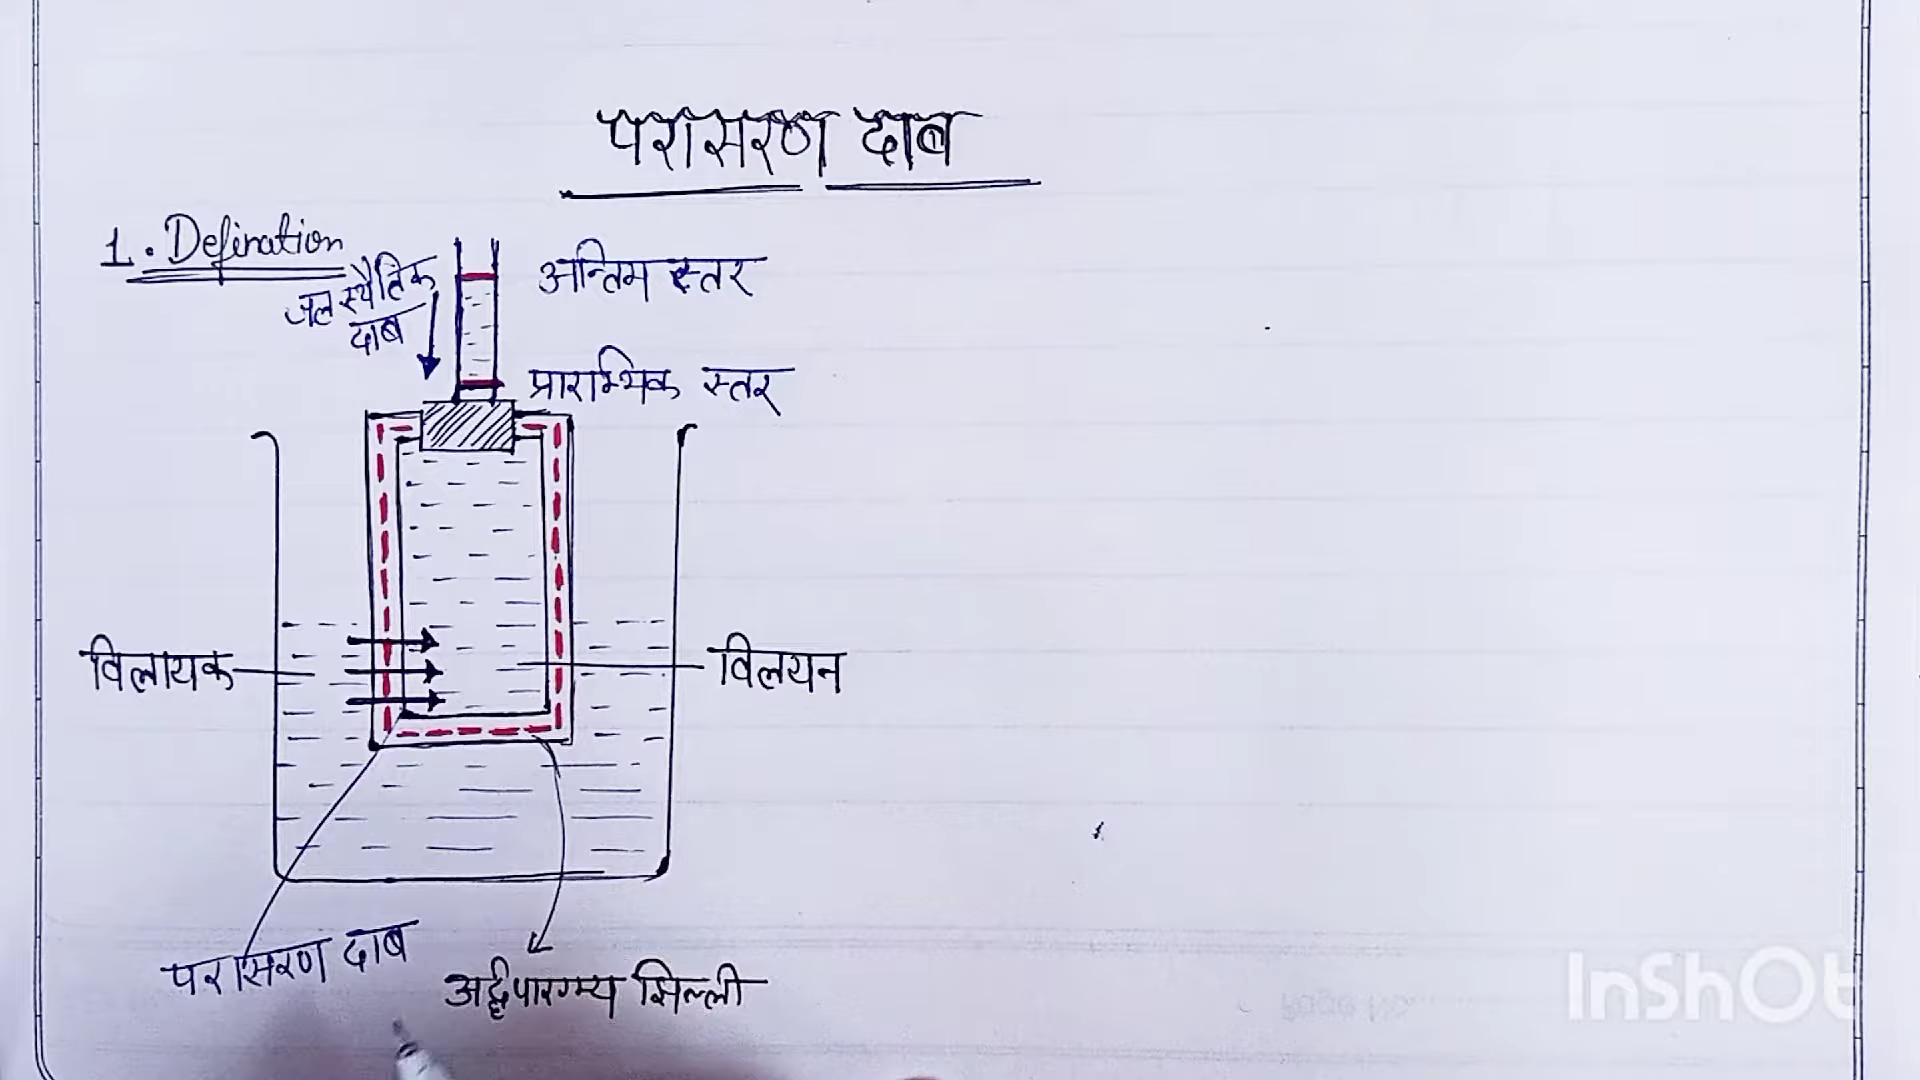 परासरण दाब
1. Defination
जल स्थैतिक
दाब
अन्तिम स्तर
प्रारम्भिक स्तर
विलायक
विलयन
परासरण दाब
अर्द्धपारगम्य झिल्ली
InShOt